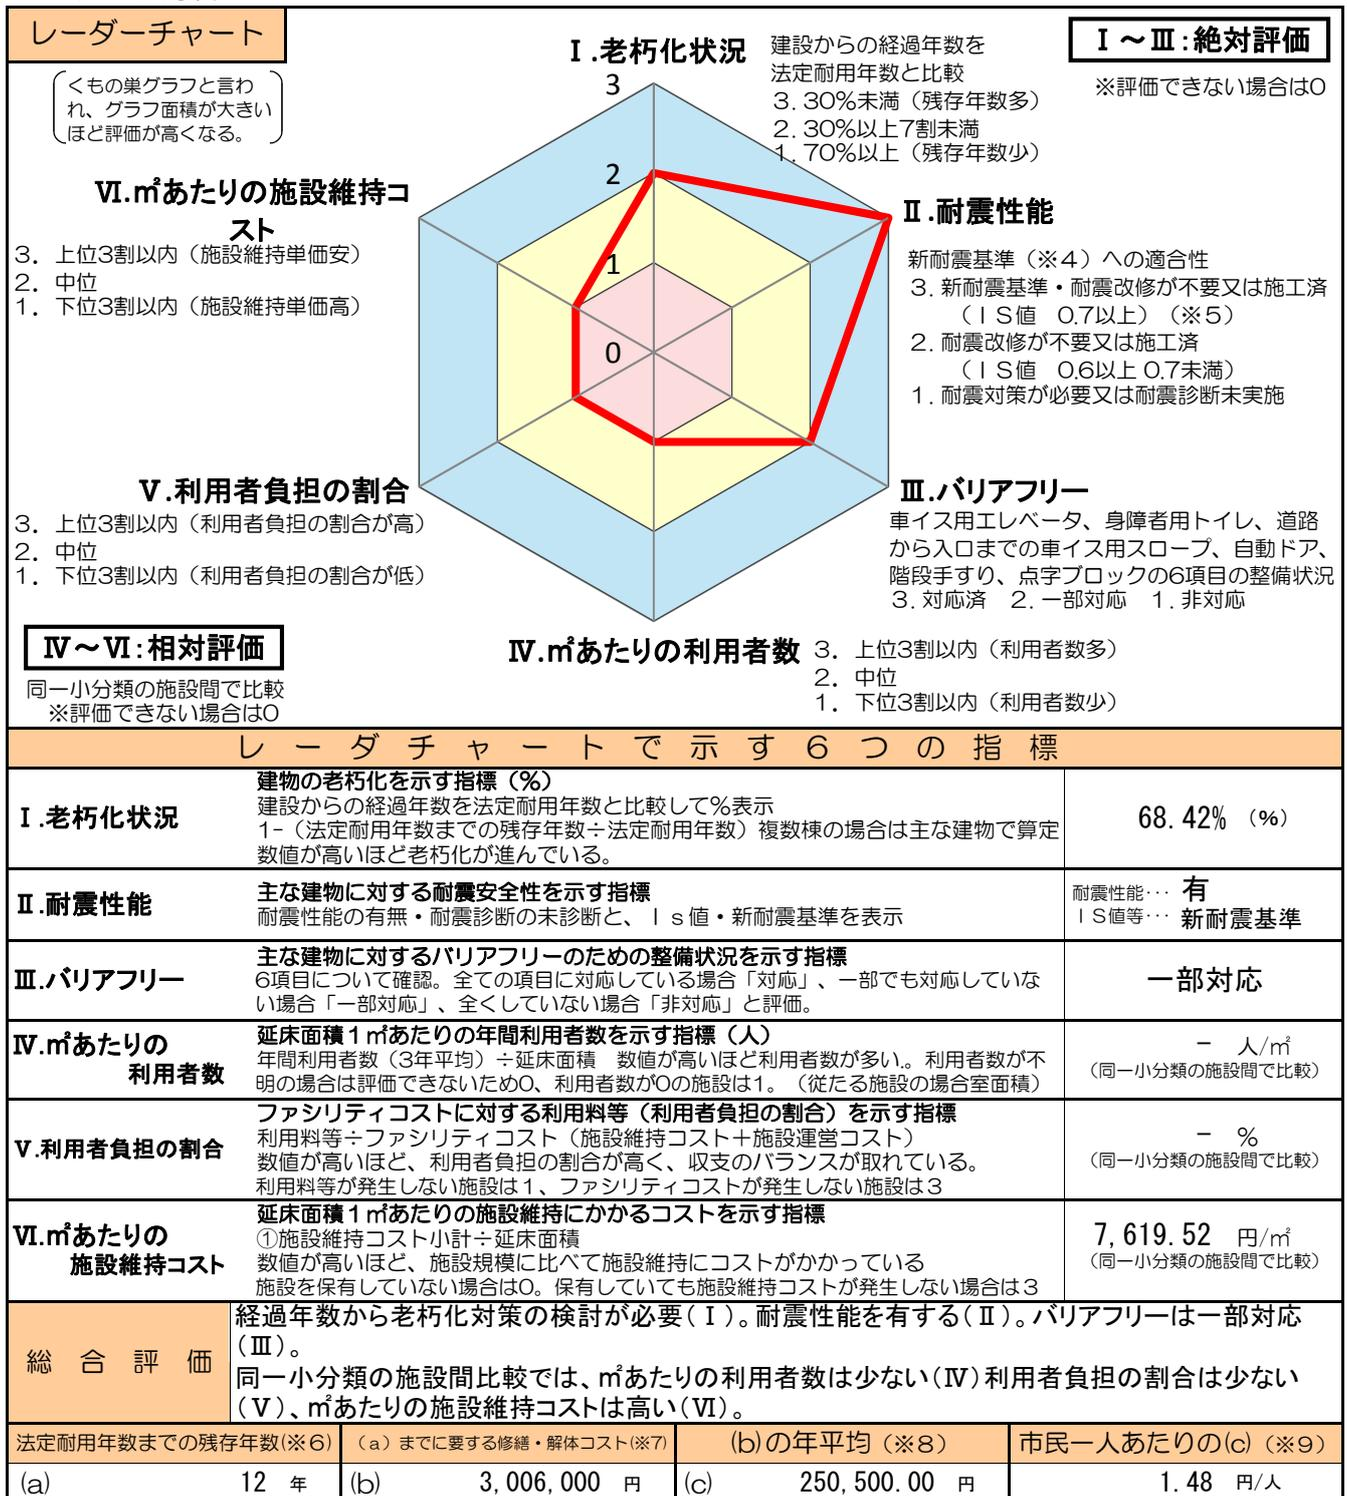 レーダーチャート
くもの巣グラフと言わ
れ、グラフ面積が大きい
ほど評価が高くなる。
Ⅰ.老朽化状況
建設からの経過年数を
法定耐用年数と比較
3. 30%未満（残存年数多）
2. 30%以上7割未満
1. 70%以上（残存年数少）
Ⅰ～Ⅲ:絶対評価
※評価できない場合は0
3
2
1
0
Ⅵ.㎡あたりの施設維持コ
スト
3. 上位3割以内（施設維持単価安）
2. 中位
1. 下位3割以内（施設維持単価高）
Ⅱ.耐震性能
新耐震基準（※4）への適合性
3. 新耐震基準・耐震改修が不要又は施工済
（ＩＳ値　0.7以上）（※5）
2. 耐震改修が不要又は施工済
（ＩＳ値　0.6以上 0.7未満）
1. 耐震対策が必要又は耐震診断未実施
Ⅴ.利用者負担の割合
3. 上位3割以内（利用者負担の割合が高）
2. 中位
1. 下位3割以内（利用者負担の割合が低）
Ⅲ.バリアフリー
車イス用エレベータ、身障者用トイレ、道路
から入口までの車イス用スロープ、自動ドア、
階段手すり、点字ブロックの6項目の整備状況
3. 対応済　2. 一部対応　1. 非対応
Ⅳ～Ⅵ:相対評価
同一小分類の施設間で比較
※評価できない場合は0
Ⅳ.㎡あたりの利用者数
3. 上位3割以内（利用者数多）
2. 中位
1. 下位3割以内（利用者数少）
レーダチャートで示す6つの指標
Ⅰ.老朽化状況
建物の老朽化を示す指標（%）
建設からの経過年数を法定耐用年数と比較して%表示
1-（法定耐用年数までの残存年数÷法定耐用年数）複数棟の場合は主な建物で算定
数値が高いほど老朽化が進んでいる。
68.42%（%）
Ⅱ.耐震性能
主な建物に対する耐震安全性を示す指標
耐震性能の有無・耐震診断の未診断と、Ｉｓ値・新耐震基準を表示
耐震性能･･･ 有
ＩＳ値等･･･ 新耐震基準
Ⅲ.バリアフリー
主な建物に対するバリアフリーのための整備状況を示す指標
6項目について確認。全ての項目に対応している場合「対応」、一部でも対応していな
い場合「一部対応」、全くしていない場合「非対応」と評価。
一部対応
Ⅳ.㎡あたりの
利用者数
延床面積１㎡あたりの年間利用者数を示す指標（人）
年間利用者数（3年平均）÷延床面積　数値が高いほど利用者数が多い。利用者数が不
明の場合は評価できないため0、利用者数が0の施設は1。（従たる施設の場合室面積）
－　人/㎡
（同一小分類の施設間で比較）
Ⅴ.利用者負担の割合
ファシリティコストに対する利用料等（利用者負担の割合）を示す指標
利用料等÷ファシリティコスト（施設維持コスト＋施設運営コスト）
数値が高いほど、利用者負担の割合が高く、収支のバランスが取れている。
利用料等が発生しない施設は１、ファシリティコストが発生しない施設は３
－　%
（同一小分類の施設間で比較）
Ⅵ.㎡あたりの
施設維持コスト
延床面積１㎡あたりの施設維持にかかるコストを示す指標
①施設維持コスト小計÷延床面積
数値が高いほど、施設規模に比べて施設維持にコストがかかっている
施設を保有していない場合は0。保有していても施設維持コストが発生しない場合は３
7,619.52　円/㎡
（同一小分類の施設間で比較）
総合評価
経過年数から老朽化対策の検討が必要(Ⅰ)。耐震性能を有する(Ⅱ)。バリアフリーは一部対応
(Ⅲ)。
同一小分類の施設間比較では、㎡あたりの利用者数は少ない(Ⅳ)利用者負担の割合は少ない
(Ⅴ)、㎡あたりの施設維持コストは高い(Ⅵ)。
法定耐用年数までの残存年数(※6)
（a）までに要する修繕・解体コスト(※7)
(b)の年平均（※8）
市民一人あたりの(c)（※9）
(a)　12 年
(b)　3,006,000 円
(c)　250,500.00 円
1.48 円/人